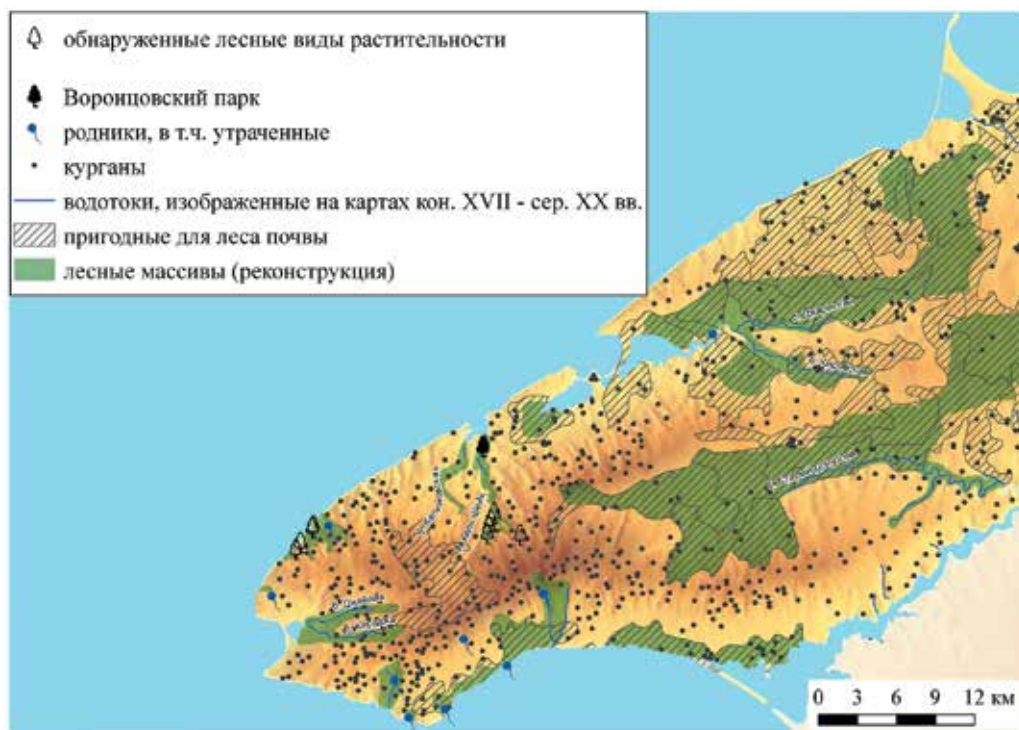 обнаруженные лесные виды растительности
Воронцовский парк
родники, в т.ч. утраченные
курганы
водотоки, изображенные на картах кон. XVII - сер. XX вв.
пригодные для леса почвы
лесные массивы (реконструкция)
0 3 6 9 12 км